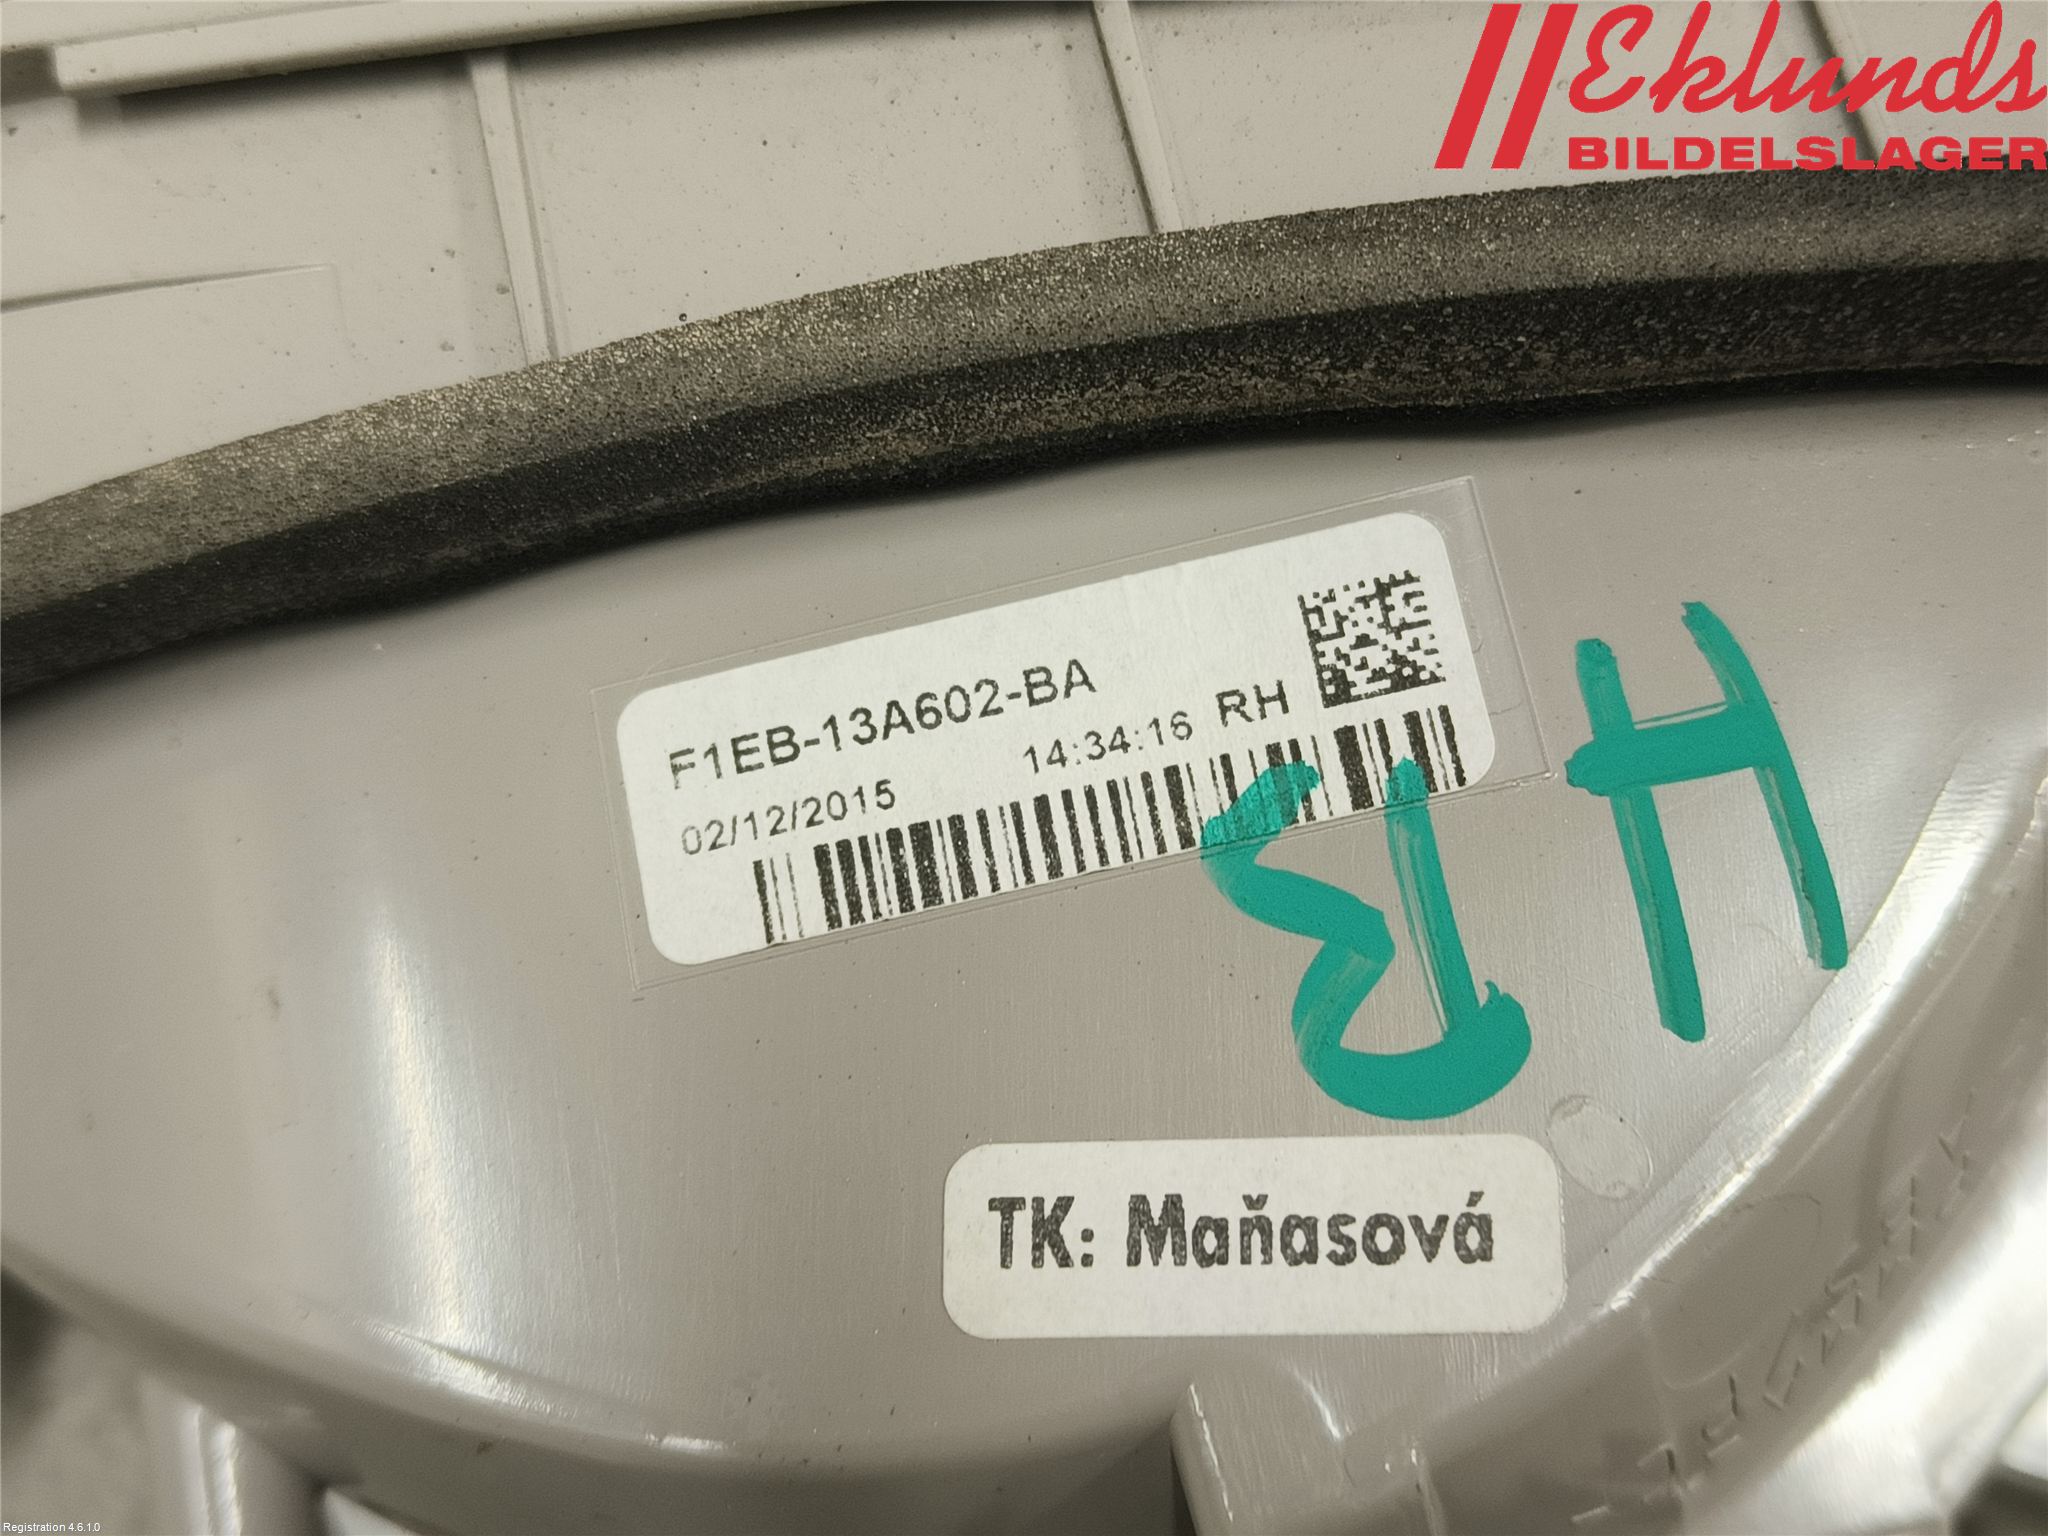 Eklunds
BILDELSLAGER
F1EB-13A602-BA
02/12/2015 14:34:16 RH
TK: Maňasová
Registration 4.6.1.0